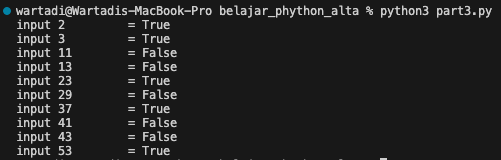 wartadi@Wartadis-MacBook-Pro belajar_phython_alta % python3 part3.py
input 2 = True
input 3 = True
input 11 = False
input 13 = False
input 23 = True
input 29 = False
input 37 = True
input 41 = False
input 43 = False
input 53 = True